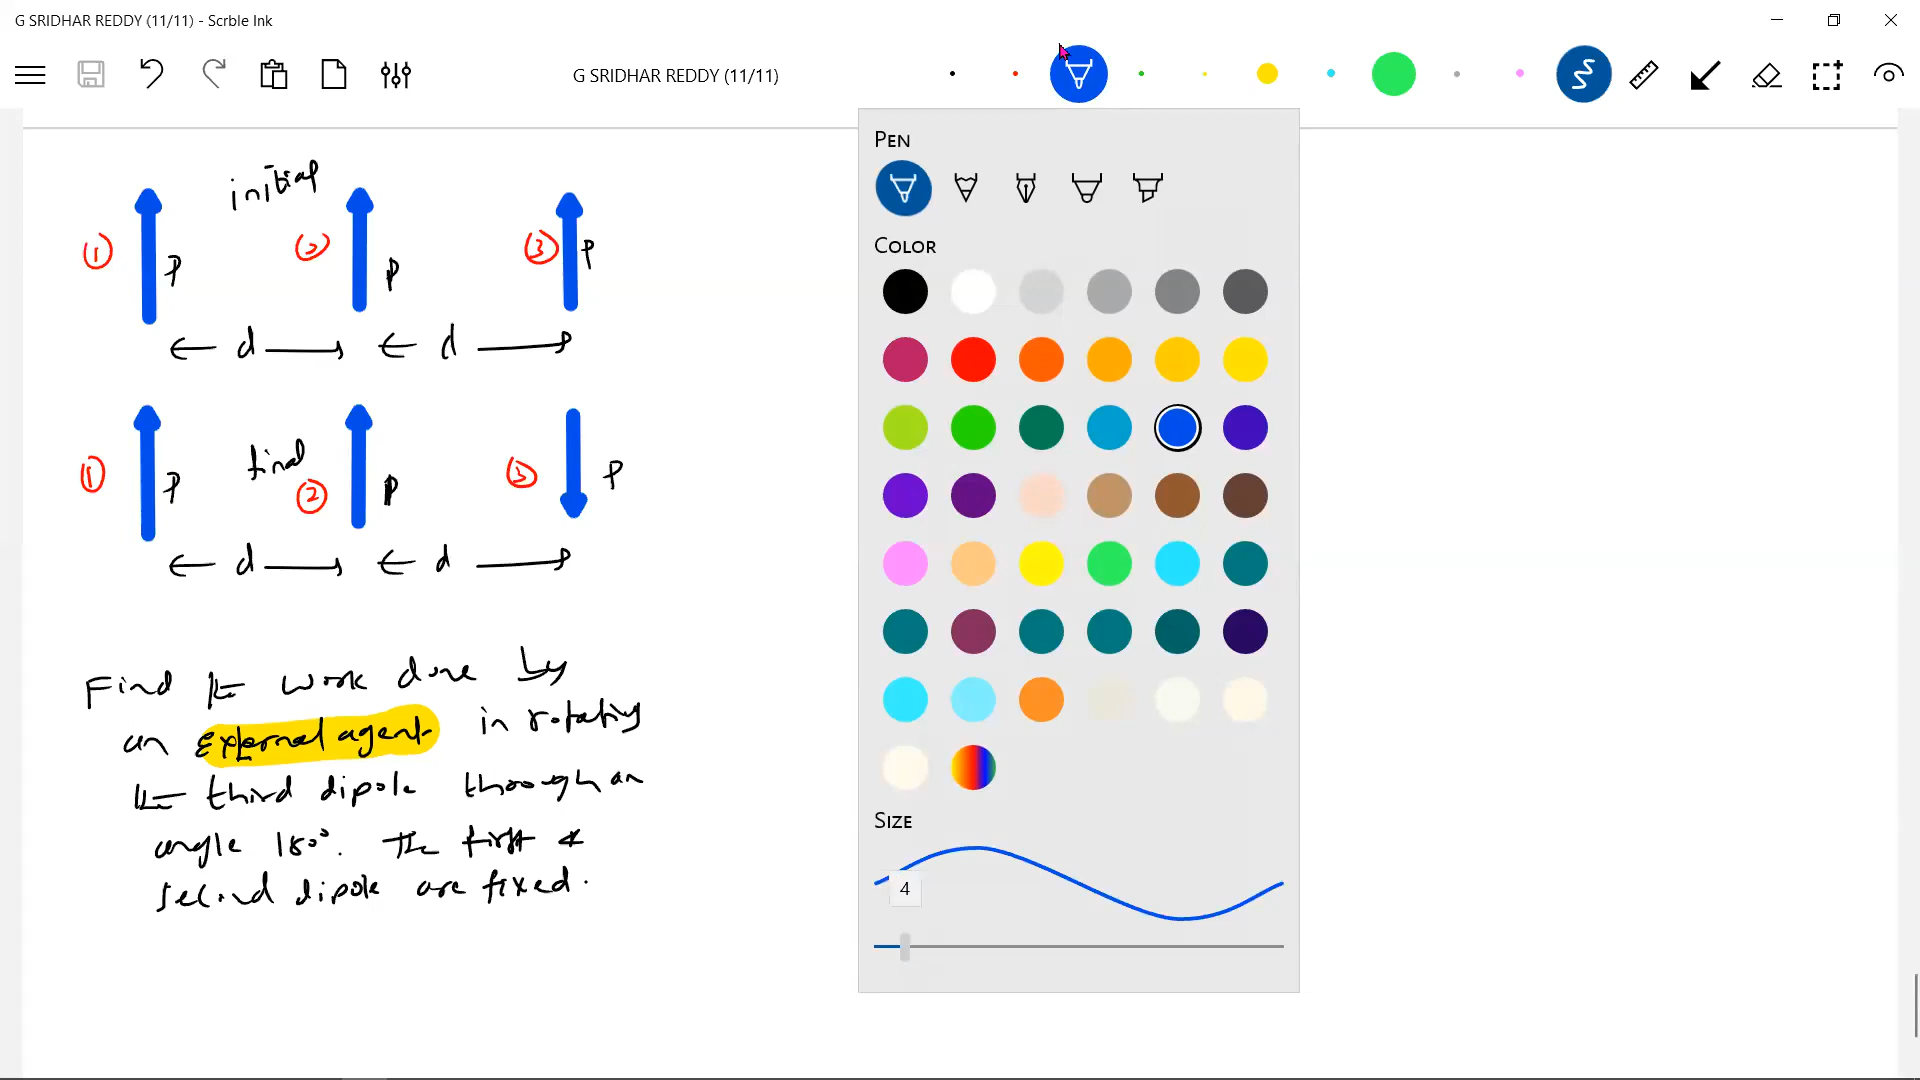 G SRIDHAR REDDY (11/11) - Scrble Ink
G SRIDHAR REDDY (11/11)
PEN
COLOR
SIZE
4
initial
① P ② P ③ P
← d → ← d →
① P final ② P ③ P
← d → ← d →
Find the work done by
an external agent in rotating
the third dipole through an
angle 180°. The first &
second dipole are fixed.